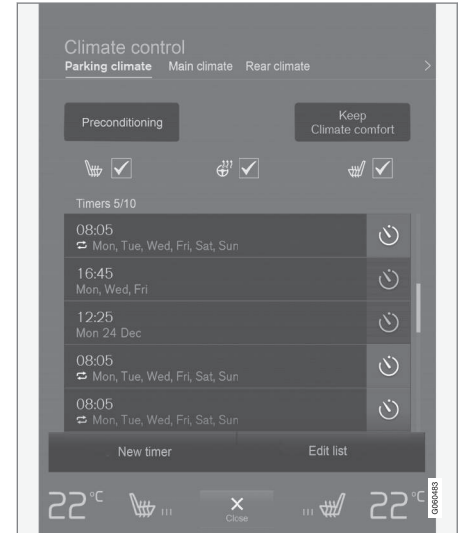 Climate control
Parking climate Main climate Rear climate
Preconditioning
Keep
Climate comfort
Timers 5/10
08:05
Mon, Tue, Wed, Fri, Sat, Sun
16:45
Mon, Wed, Fri
12:25
Mon 24 Dec
08:05
Mon, Tue, Wed, Fri, Sat, Sun
08:05
Mon, Tue, Wed, Fri, Sat, Sun
New timer Edit list
22°C Close 22°C
G060483